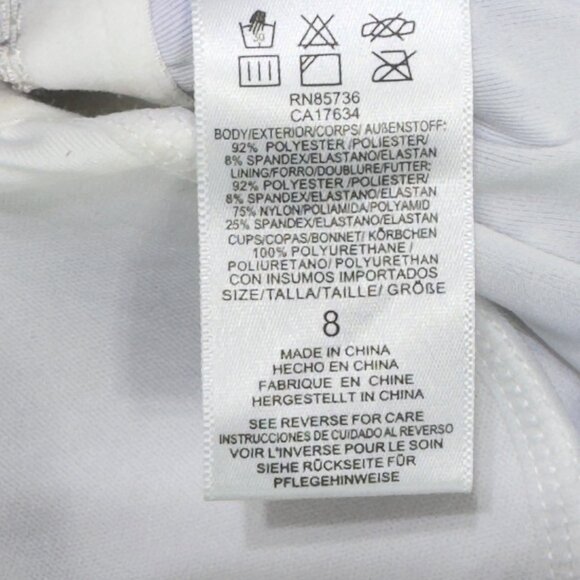 30
RN85736
CA17634
BODY/EXTERIOR/CORPS/ AUßENSTOFF:
92% POLYESTER /POLIESTER/
8% SPANDEX/ELASTANO/ELASTAN
LINING/FORRO/DOUBLURE/FUTTER:
92% POLYESTER /POLIESTER/
8% SPANDEX/ELASTANO/ELASTAN
75% NYLON/POLIAMIDA/POLYAMID
25% SPANDEX/ELASTANO/ELASTAN
CUPS/COPAS/BONNET/ KÖRBCHEN
100% POLYURETHANE/
POLIURETANO/ POLYURETHAN
CON INSUMOS IMPORTADOS
SIZE/TALLA/TAILLE/ GRÖßE
8
MADE IN CHINA
HECHO EN CHINA
FABRIQUE EN CHINE
HERGESTELLT IN CHINA
SEE REVERSE FOR CARE
INSTRUCCIONES DE CUIDADO AL REVERSO
VOIR L'INVERSE POUR LE SOIN
SIEHE RÜCKSEITE FÜR
PFLEGEHINWEISE